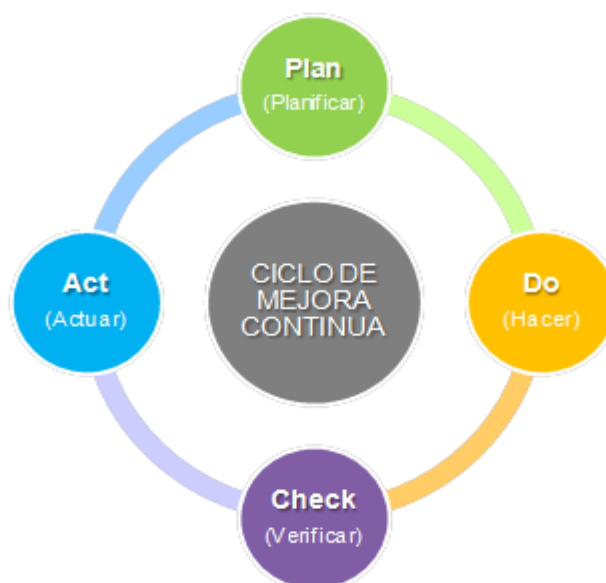 Plan
(Planificar)
Act
(Actuar)
CICLO DE
MEJORA
CONTINUA
Do
(Hacer)
Check
(Verificar)